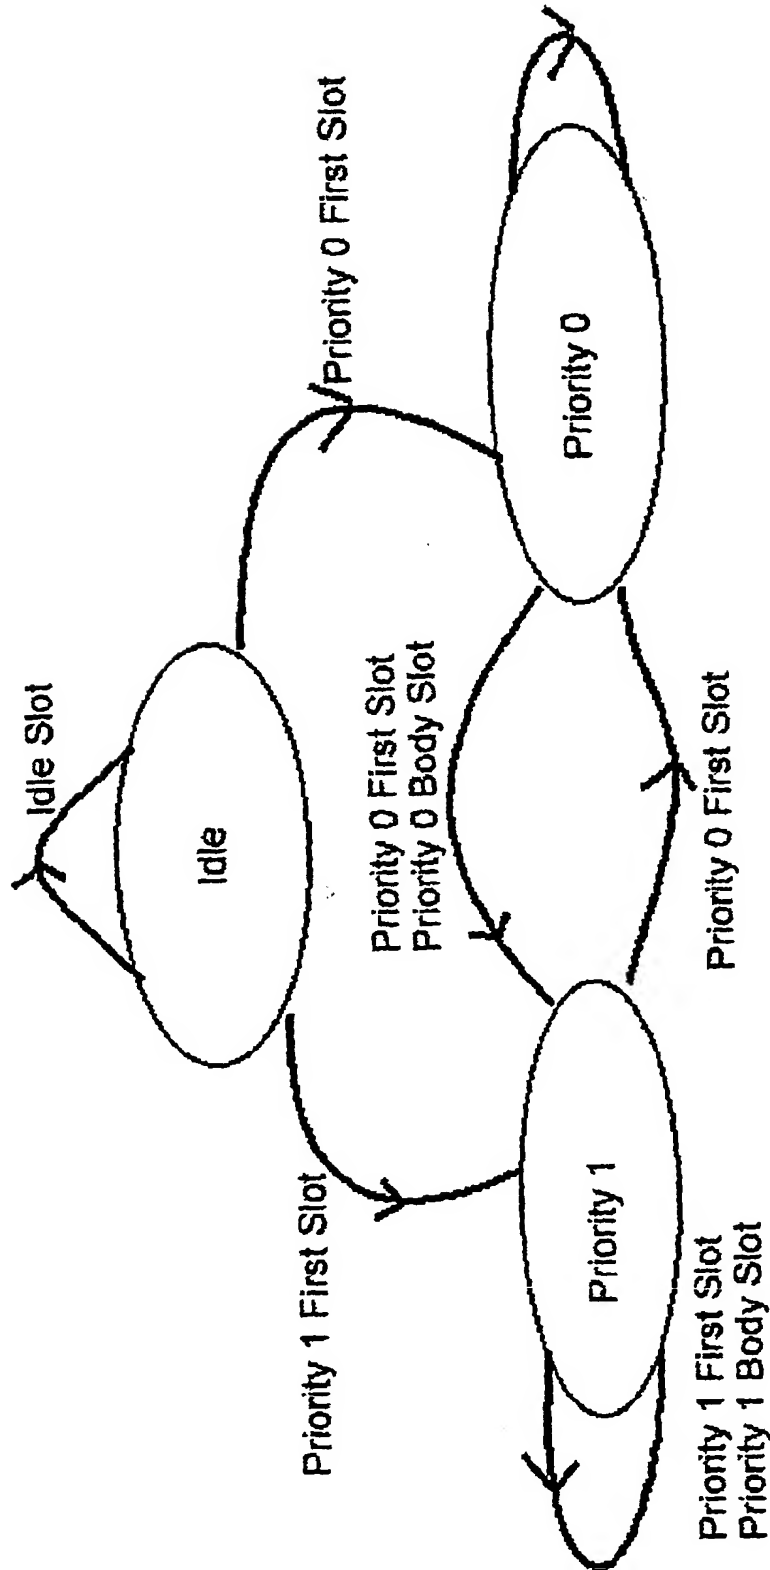 Idle Slot
Idle
Priority 1 First Slot
Priority 0 First Slot
Priority 0 First Slot
Priority 0 Body Slot
Priority 1
Priority 0
Priority 1 First Slot
Priority 1 Body Slot
Priority 0 First Slot